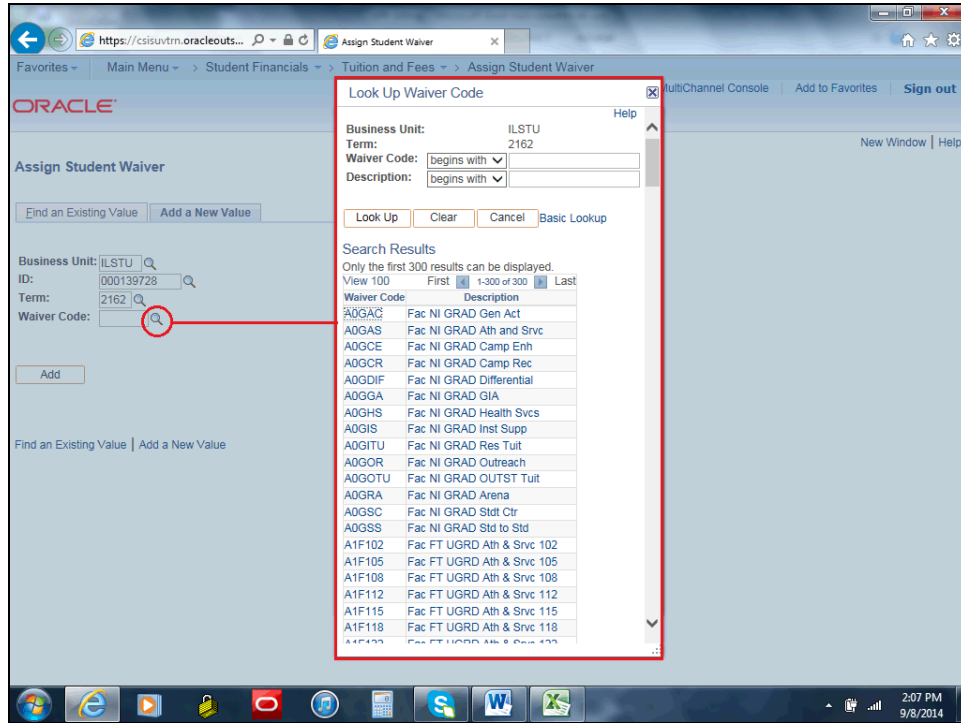 https://csisuvtrn.oracleouts...
Assign Student Waiver
Favorites
Main Menu > Student Financials > Tuition and Fees > Assign Student Waiver
ORACLE
MultiChannel Console
Add to Favorites
Sign out
New Window | Help
Assign Student Waiver
Find an Existing Value
Add a New Value
Business Unit: ILSTU
ID: 000139728
Term: 2162
Waiver Code:
Add
Find an Existing Value | Add a New Value
Look Up Waiver Code
Help
Business Unit: ILSTU
Term: 2162
Waiver Code: begins with
Description: begins with
Look Up Clear Cancel Basic Lookup
Search Results
Only the first 300 results can be displayed.
View 100 First 1-300 of 300 Last
Waiver Code Description
A0GAC Fac NI GRAD Gen Act
A0GAS Fac NI GRAD Ath and Srvc
A0GCE Fac NI GRAD Camp Enh
A0GCR Fac NI GRAD Camp Rec
A0GDIF Fac NI GRAD Differential
A0GGA Fac NI GRAD GIA
A0GHS Fac NI GRAD Health Svcs
A0GIS Fac NI GRAD Inst Supp
A0GITU Fac NI GRAD Res Tuit
A0GOR Fac NI GRAD Outreach
A0GOTU Fac NI GRAD OUTST Tuit
A0GRA Fac NI GRAD Arena
A0GSC Fac NI GRAD Stdt Ctr
A0GSS Fac NI GRAD Std to Std
A1F102 Fac FT UGRD Ath & Srvc 102
A1F105 Fac FT UGRD Ath & Srvc 105
A1F108 Fac FT UGRD Ath & Srvc 108
A1F112 Fac FT UGRD Ath & Srvc 112
A1F115 Fac FT UGRD Ath & Srvc 115
A1F118 Fac FT UGRD Ath & Srvc 118
2:07 PM
9/8/2014